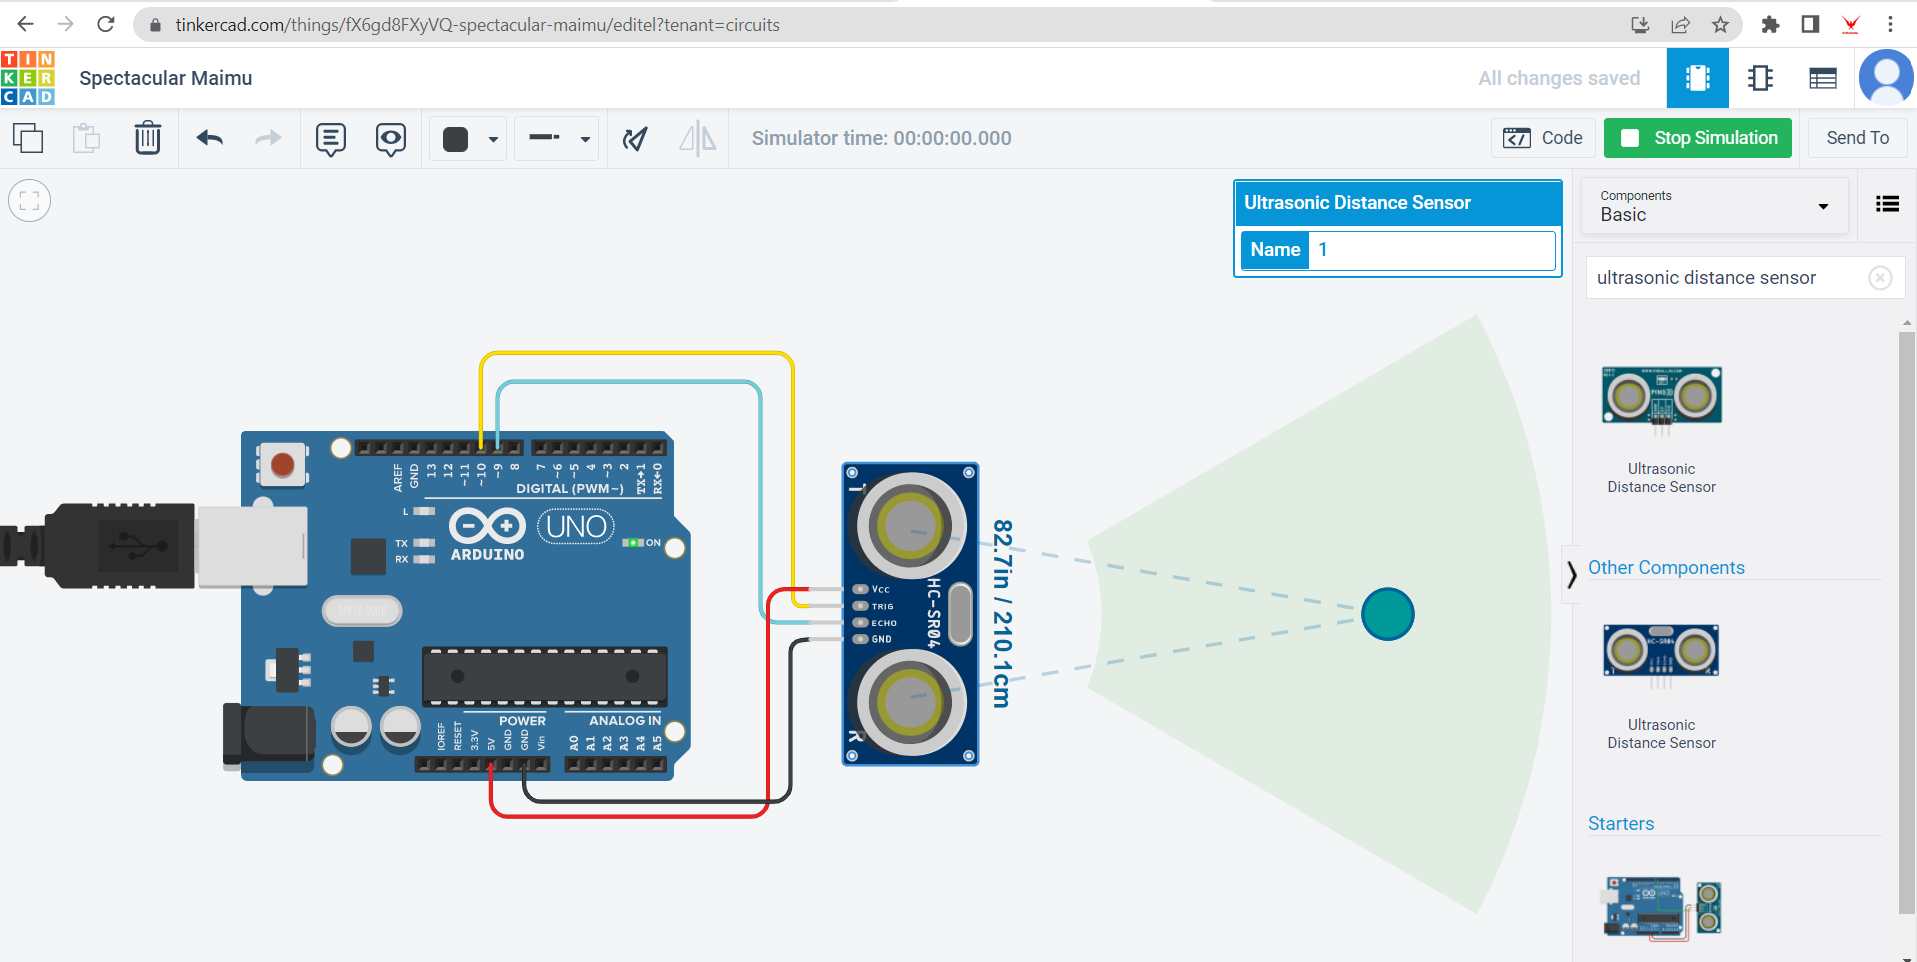 tinkercad.com/things/fX6gd8FXyVQ-spectacular-maimu/editel?tenant=circuits
TIN
KER
CAD
Spectacular Maimu
All changes saved
Simulator time: 00:00:00.000
Code
Stop Simulation
Send To
Ultrasonic Distance Sensor
Name 1
Components
Basic
ultrasonic distance sensor
Ultrasonic
Distance Sensor
Other Components
HC-SR04
Ultrasonic
Distance Sensor
Starters
AREF
GND
13
12
~11
~10
~9
8
7
~6
~5
4
~3
2
TX→1
RX←0
DIGITAL (PWM~)
L
TX
RX
ARDUINO
UNO
ON
POWER
ANALOG IN
IOREF
RESET
3.3V
5V
GND
GND
Vin
A0
A1
A2
A3
A4
A5
T
Vcc
TRIG
ECHO
GND
HC-SR04
R
82.7in / 210.1cm